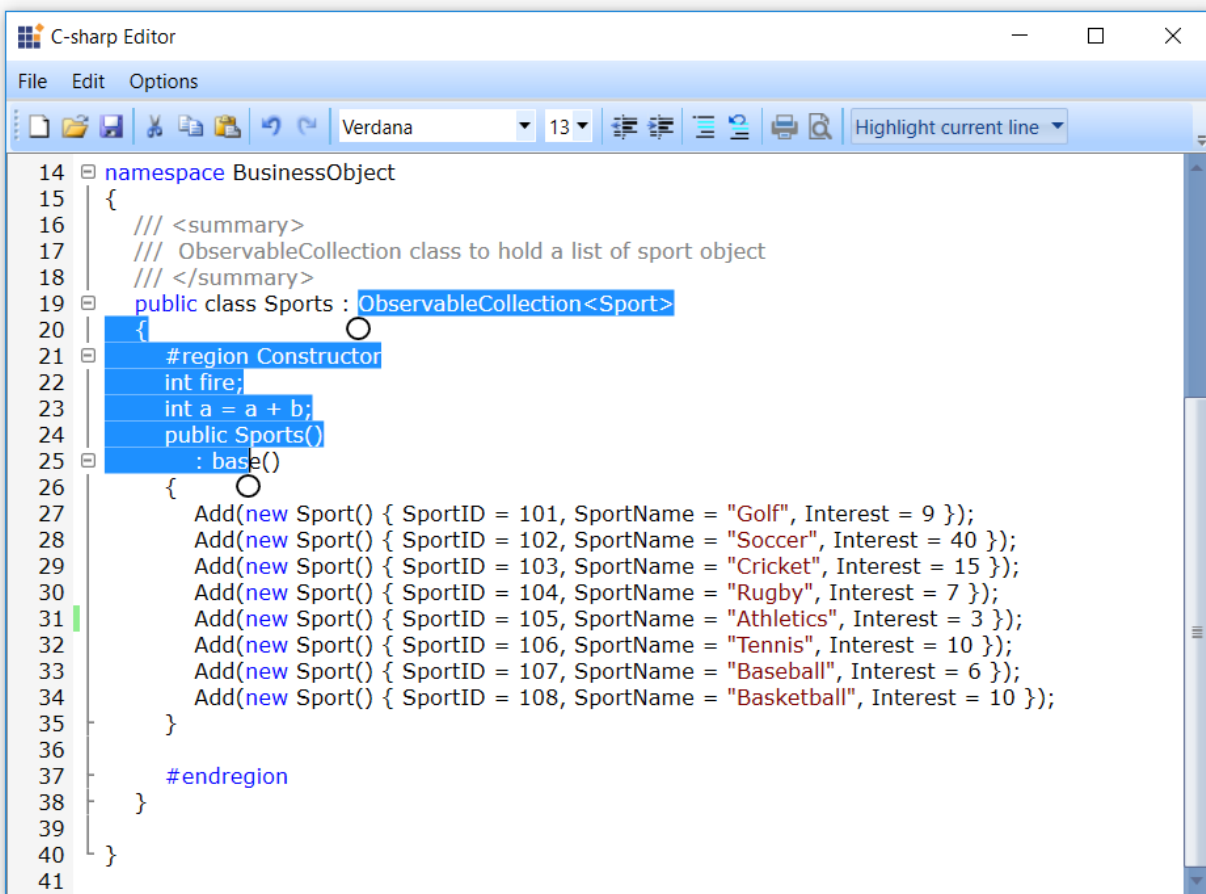 C-sharp Editor
File Edit Options
Verdana 13 Highlight current line
14 namespace BusinessObject
15 {
16 /// <summary>
17 ///  ObservableCollection class to hold a list of sport object
18 /// </summary>
19 public class Sports : ObservableCollection<Sport>
20 {
21 #region Constructor
22 int fire;
23 int a = a + b;
24 public Sports()
25 : base()
26 {
27 Add(new Sport() { SportID = 101, SportName = "Golf", Interest = 9 });
28 Add(new Sport() { SportID = 102, SportName = "Soccer", Interest = 40 });
29 Add(new Sport() { SportID = 103, SportName = "Cricket", Interest = 15 });
30 Add(new Sport() { SportID = 104, SportName = "Rugby", Interest = 7 });
31 Add(new Sport() { SportID = 105, SportName = "Athletics", Interest = 3 });
32 Add(new Sport() { SportID = 106, SportName = "Tennis", Interest = 10 });
33 Add(new Sport() { SportID = 107, SportName = "Baseball", Interest = 6 });
34 Add(new Sport() { SportID = 108, SportName = "Basketball", Interest = 10 });
35 }
36
37 #endregion
38 }
39
40 }
41